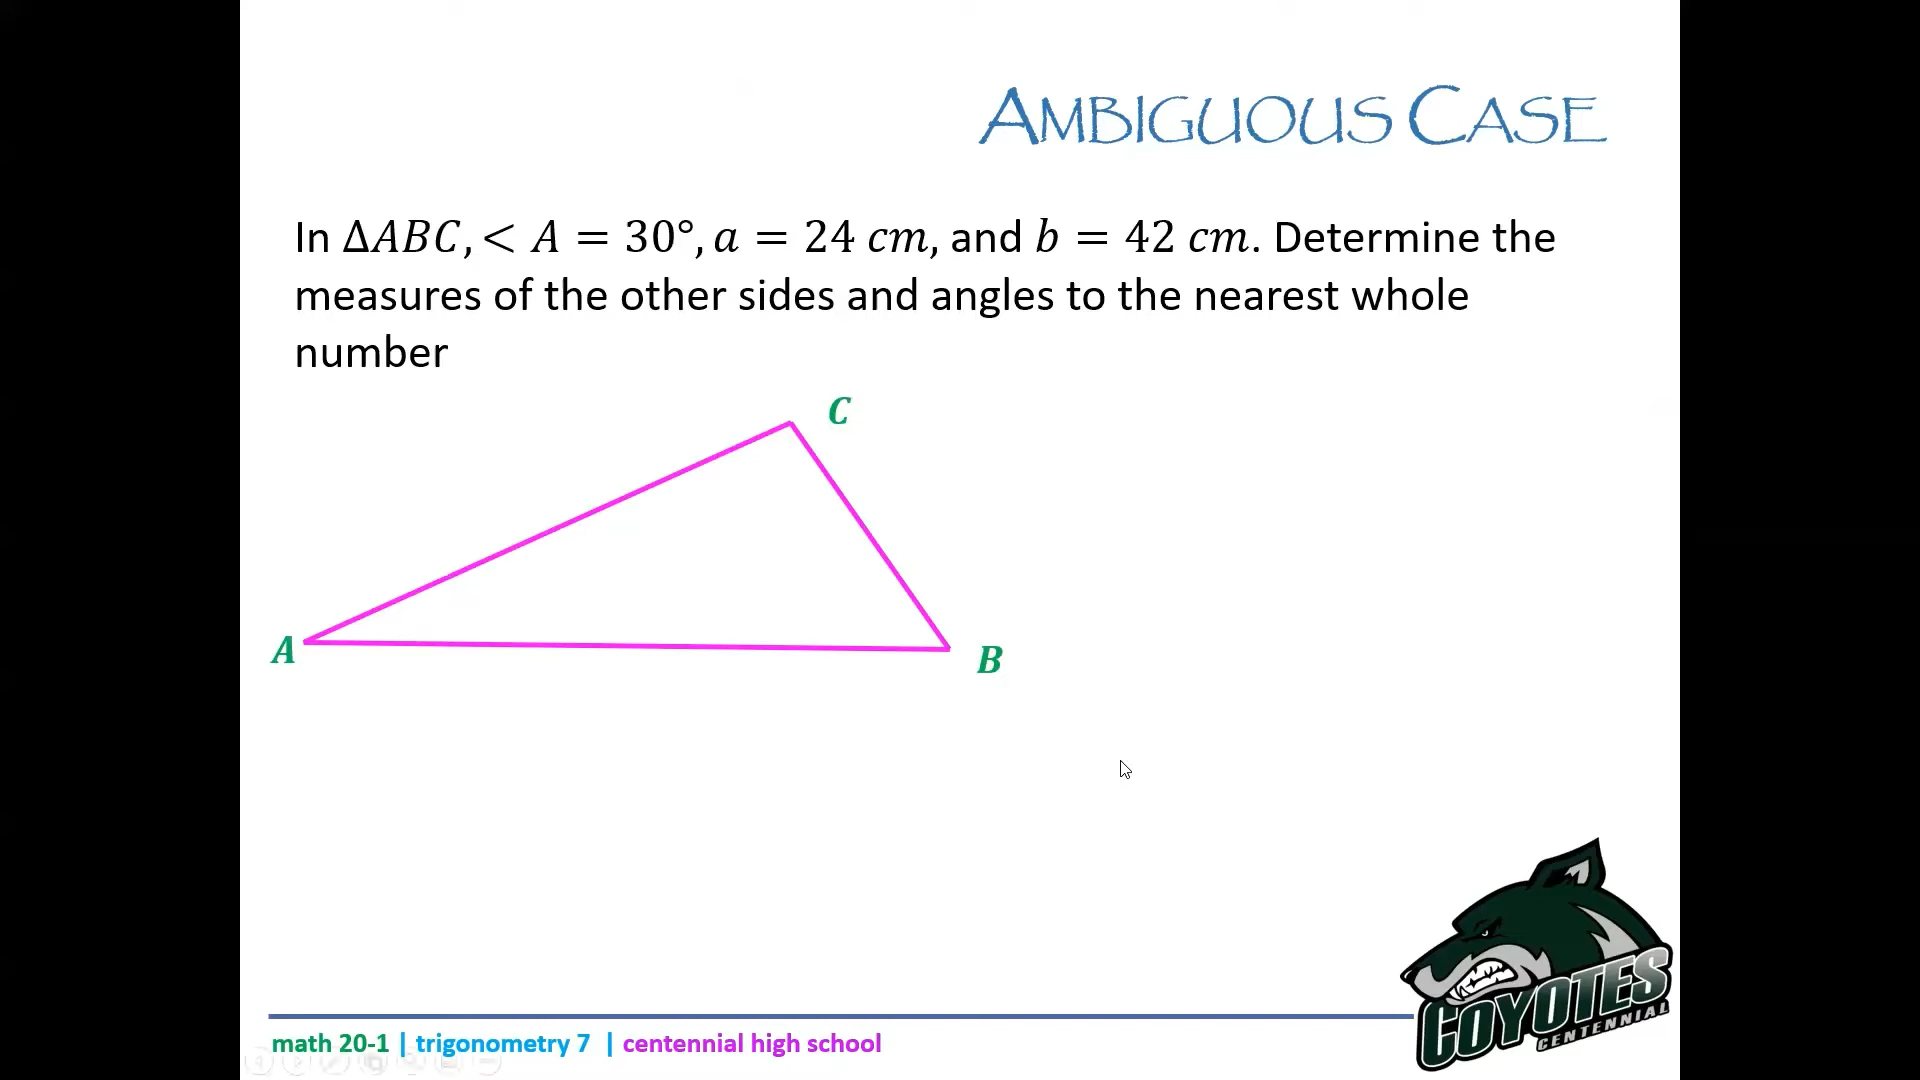 AMBIGUOUS CASE
In ΔABC, < A = 30°, a = 24 cm, and b = 42 cm. Determine the
measures of the other sides and angles to the nearest whole
number
C
A
B
COYOTES
CENTENNIAL
math 20-1 | trigonometry 7 | centennial high school